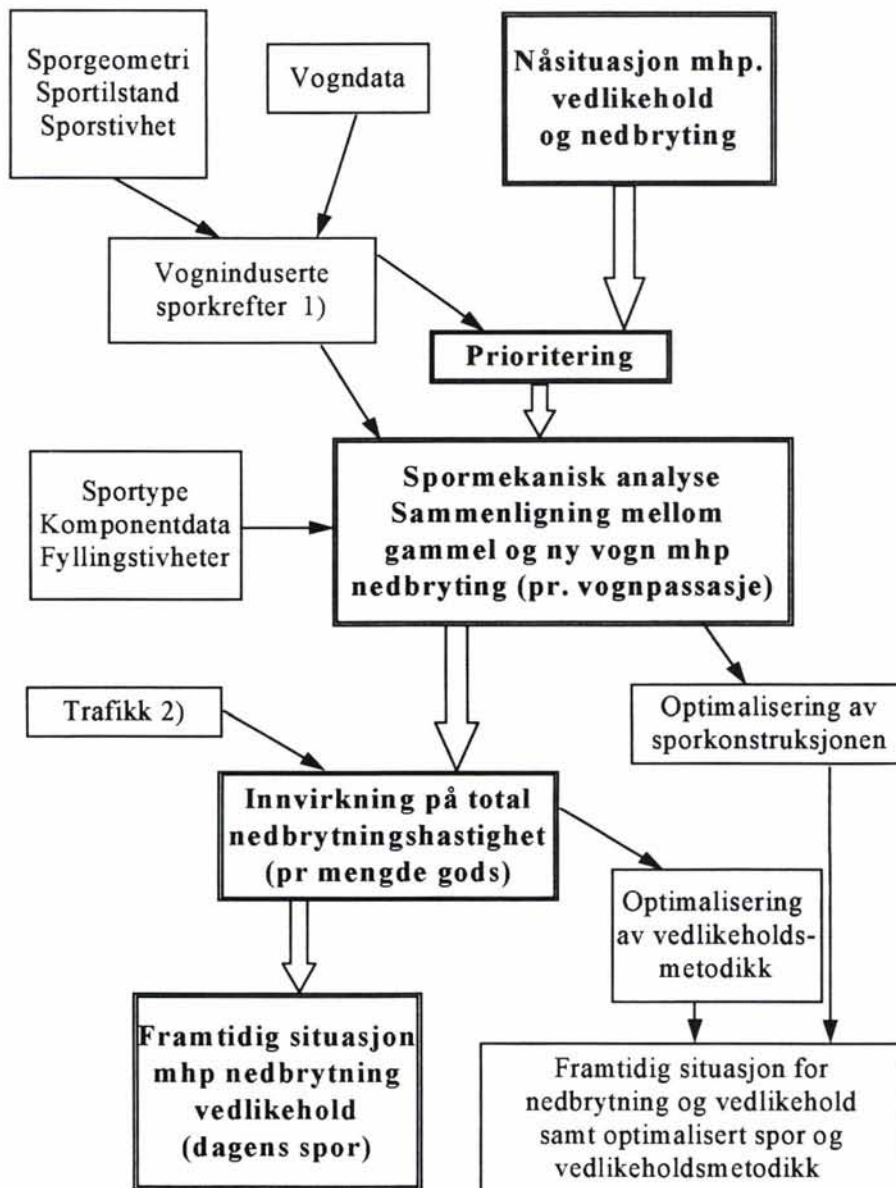 Sporgeometri
Sportilstand
Sporstivhet
Vogndata
Nåsituasjon mhp.
vedlikehold
og nedbryting
Vogninduserte
sporkrefter 1)
Prioritering
Sportype
Komponentdata
Fyllingstivheter
Spormekanisk analyse
Sammenligning mellom
gammel og ny vogn mhp
nedbryting (pr. vognpassasje)
Trafikk 2)
Optimalisering av
sporkonstruksjonen
Innvirkning på total
nedbrytningshastighet
(pr mengde gods)
Optimalisering
av vedlikeholds-
metodikk
Framtidig situasjon
mhp nedbrytning
vedlikehold
(dagens spor)
Framtidig situasjon for
nedbrytning og vedlikehold
samt optimalisert spor og
vedlikeholdsmetodikk